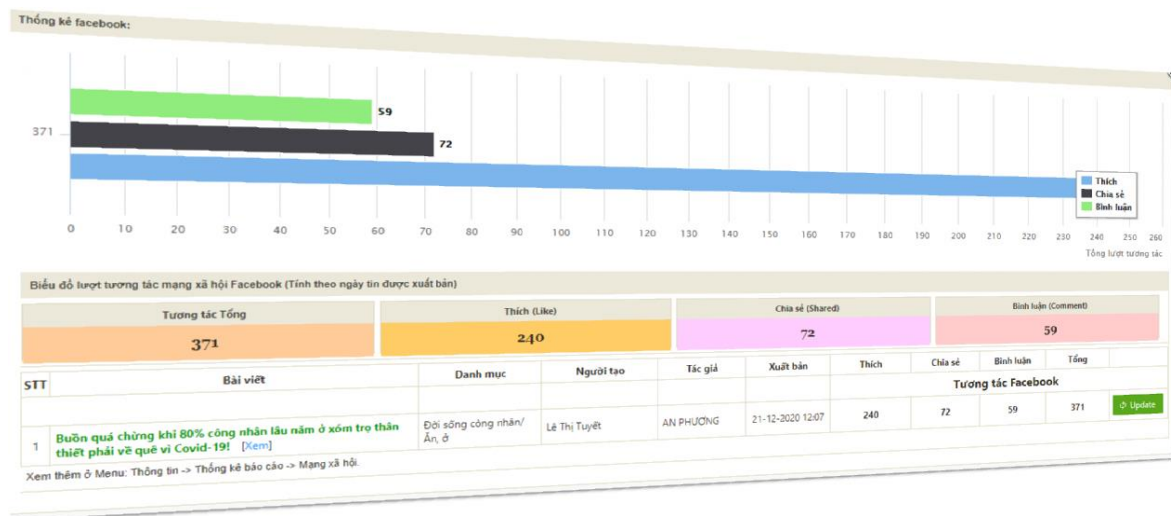 Thống kê facebook:
59
371
72
Thích
Chia sẻ
Bình luận
0 10 20 30 40 50 60 70 80 90 100 110 120 130 140 150 160 170 180 190 200 210 220 230 240 250 260
Tổng lượt tương tác
Biểu đồ lượt tương tác mạng xã hội Facebook (Tính theo ngày tin được xuất bản)
Tương tác Tổng Thích (Like) Chia sẻ (Shared) Bình luận (Comment)
371 240 72 59
STT Bài viết Danh mục Người tạo Tác giả Xuất bản Thích Chia sẻ Bình luận Tổng
Tương tác Facebook
1 Buồn quá chừng khi 80% công nhân lâu năm ở xóm trọ thân Đời sống công nhân/ Lê Thị Tuyết AN PHƯƠNG 21-12-2020 12:07 240 72 59 371 Update
thiết phải về quê vì Covid-19! [Xem] Ăn, ở
Xem thêm ở Menu: Thông tin -> Thống kê báo cáo -> Mạng xã hội.